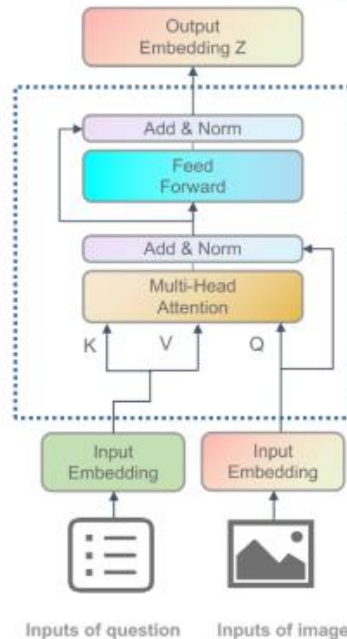 Output
Embedding Z
Add & Norm
Feed
Forward
Add & Norm
Multi-Head
Attention
K V Q
Input
Embedding
Input
Embedding
Inputs of question Inputs of image